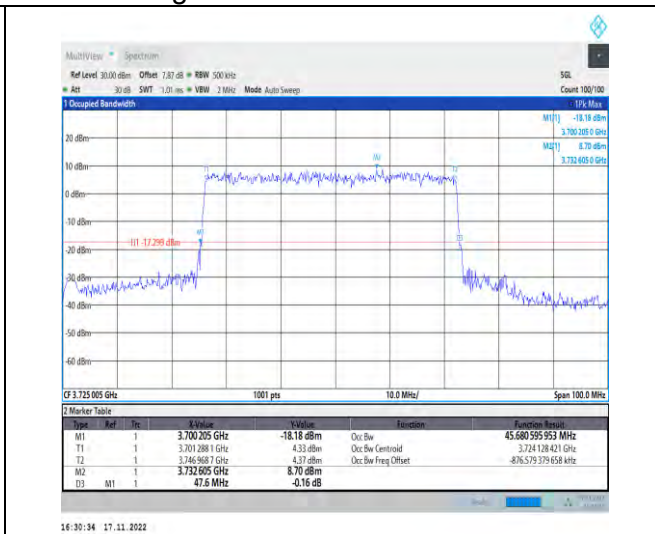 MultiView Spectrum
Ref Level 30.00 dBm Offset 7.87 dB RBW 500 kHz SGL
Att 30 dB SWT 1.01 ms VBW 2 MHz Mode Auto Sweep Count 100/100
1 Occupied Bandwidth 1Pk Max
M1[1] -18.18 dBm
3.700 205 0 GHz
M2[1] 8.70 dBm
3.732 605 0 GHz
20 dBm
10 dBm
0 dBm
-10 dBm
H1 -17.299 dBm
-20 dBm
-30 dBm
-40 dBm
-50 dBm
-60 dBm
M2
T1
T2
M1
D3
CF 3.725 005 GHz 1001 pts 10.0 MHz/ Span 100.0 MHz
2 Marker Table
Type Ref Trc X-Value Y-Value Function Function Result
M1 1 3.700 205 GHz -18.18 dBm Occ Bw 45.680 595 953 MHz
T1 1 3.701 288 1 GHz 4.33 dBm Occ Bw Centroid 3.724 128 421 GHz
T2 1 3.746 968 7 GHz 4.37 dBm Occ Bw Freq Offset -876.579 379 658 kHz
M2 1 3.732 605 GHz 8.70 dBm
D3 M1 1 47.6 MHz -0.16 dB
16:30:34 17.11.2022